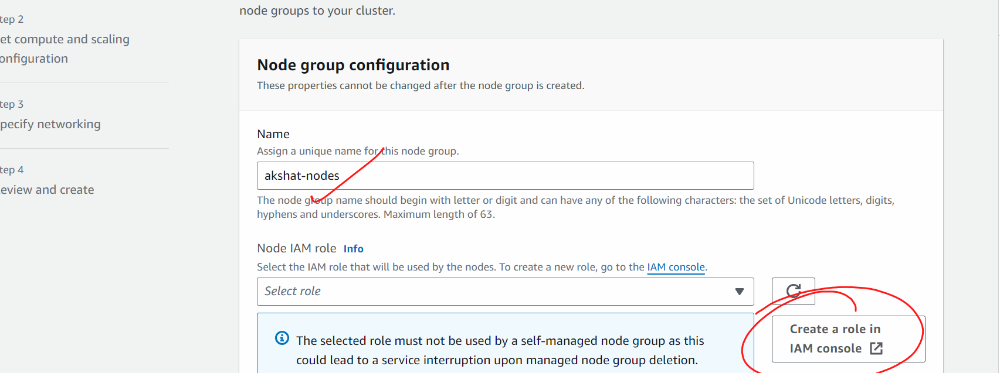 node groups to your cluster.
tep 2
et compute and scaling
onfiguration
tep 3
pecify networking
tep 4
eview and create
Node group configuration
These properties cannot be changed after the node group is created.
Name
Assign a unique name for this node group.
akshat-nodes
The node group name should begin with letter or digit and can have any of the following characters: the set of Unicode letters, digits,
hyphens and underscores. Maximum length of 63.
Node IAM role Info
Select the IAM role that will be used by the nodes. To create a new role, go to the IAM console.
Select role
The selected role must not be used by a self-managed node group as this
could lead to a service interruption upon managed node group deletion.
Create a role in
IAM console